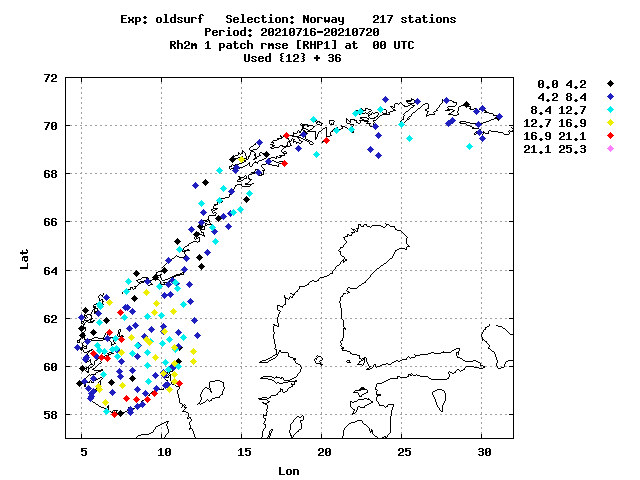 Exp: oldsurf Selection: Norway 217 stations
Period: 20210716-20210720
Rh2m 1 patch rmse [RHP1] at 00 UTC
Used {12} + 36
72
70
68
66
64
62
60
58
Lat
5 10 15 20 25 30
Lon
0.0 4.2
4.2 8.4
8.4 12.7
12.7 16.9
16.9 21.1
21.1 25.3